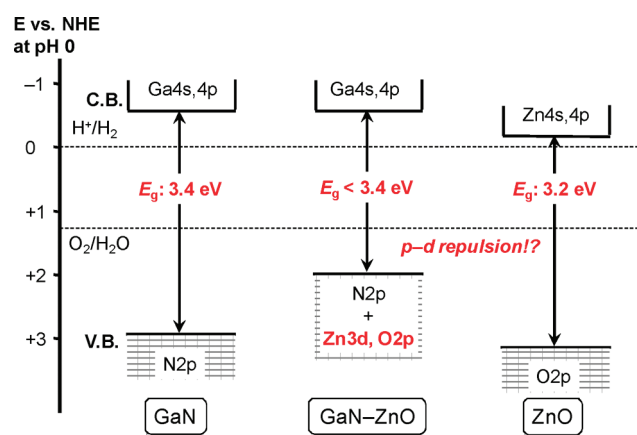 E vs. NHE
at pH 0
−1
0
+1
+2
+3
C.B.
H⁺/H₂
O₂/H₂O
V.B.
Ga4s,4p
Eg: 3.4 eV
N2p
GaN
Ga4s,4p
Eg < 3.4 eV
N2p
+
Zn3d, O2p
GaN–ZnO
p–d repulsion!?
Zn4s,4p
Eg: 3.2 eV
O2p
ZnO